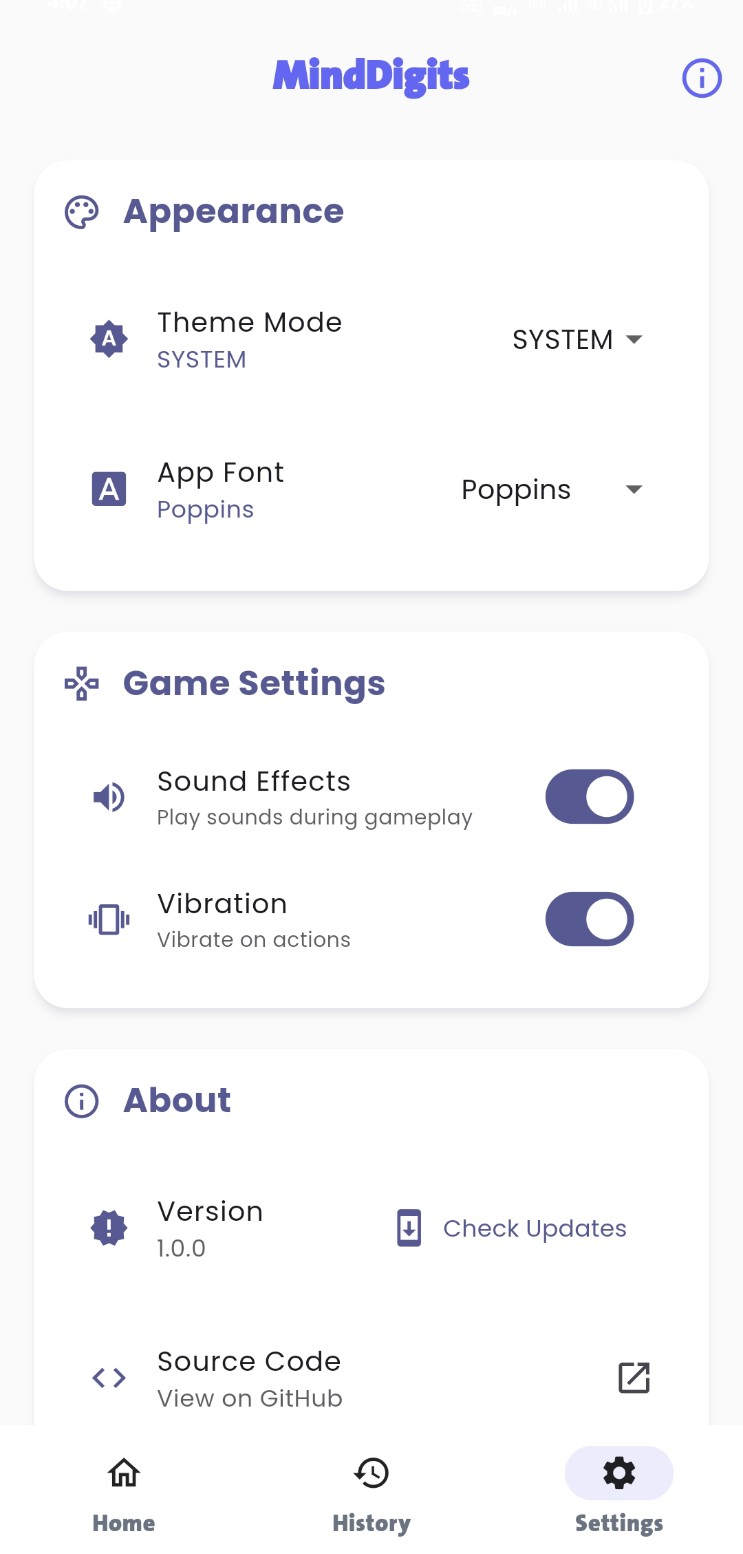 MindDigits
Appearance
Theme Mode
SYSTEM
SYSTEM
App Font
Poppins
Poppins
Game Settings
Sound Effects
Play sounds during gameplay
Vibration
Vibrate on actions
About
Version
1.0.0
Check Updates
Source Code
View on GitHub
Home
History
Settings